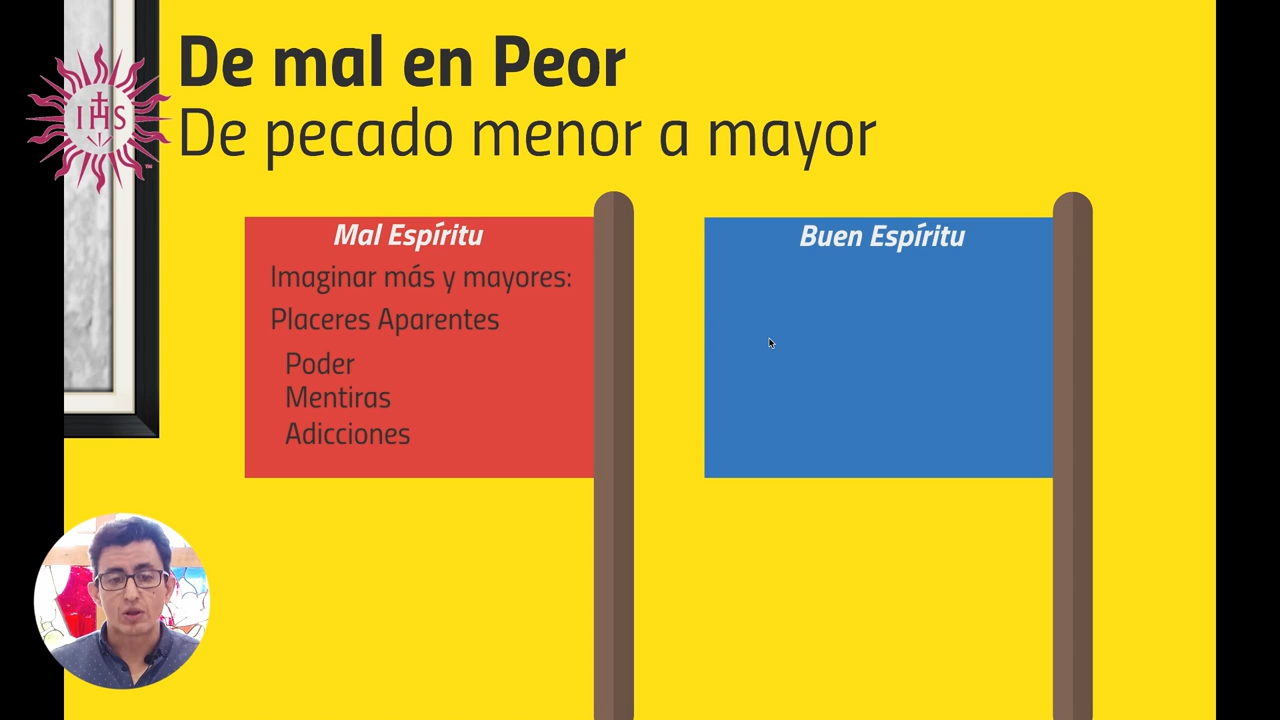 De mal en Peor
De pecado menor a mayor
IHS
Mal Espíritu
Imaginar más y mayores:
Placeres Aparentes
Poder
Mentiras
Adicciones
Buen Espíritu